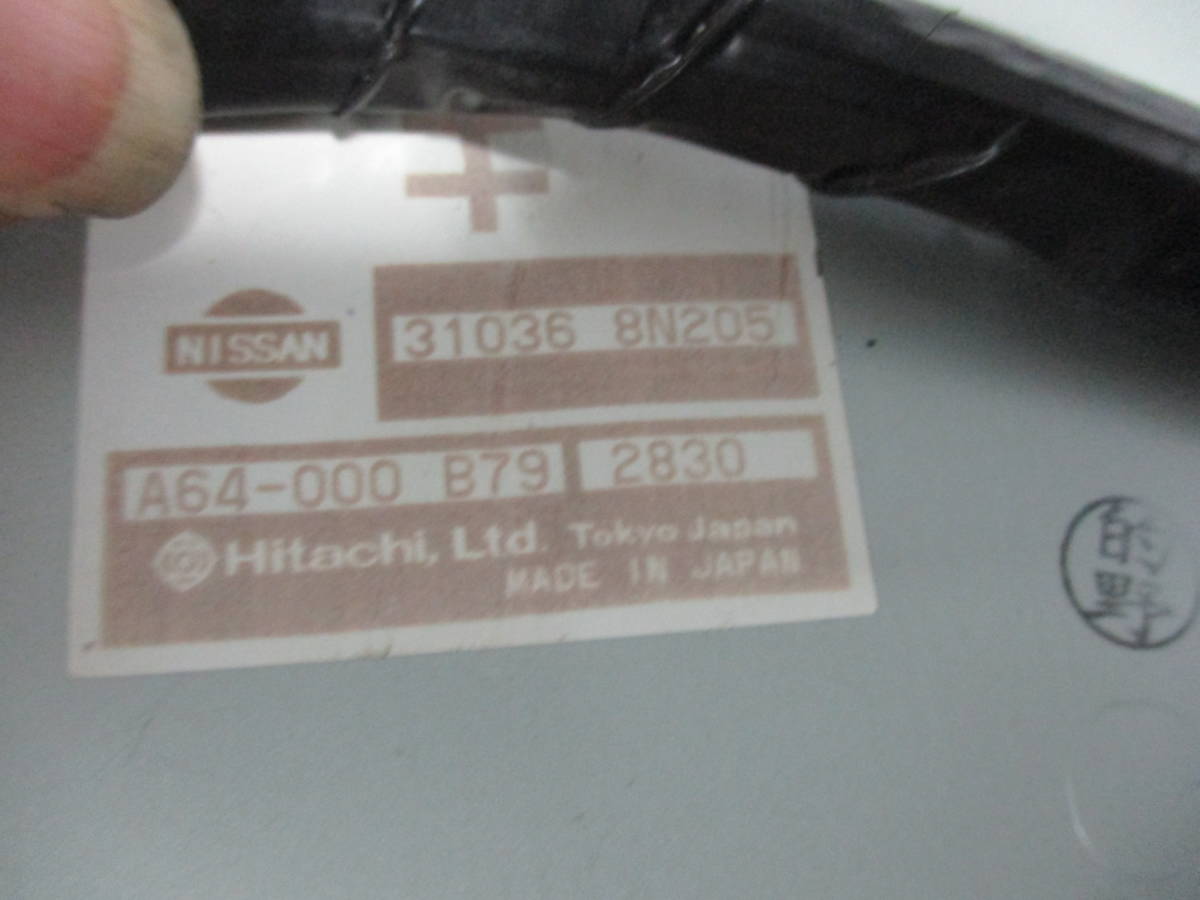 NISSAN
31036 8N205
A64-000 B79
2830
Hitachi, Ltd. Tokyo Japan
MADE IN JAPAN